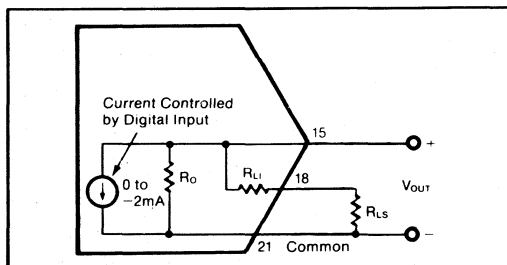 Current Controlled
by Digital Input
15
0 to
−2mA
RO
RLI
18
VOUT
RLS
21
Common
+
−